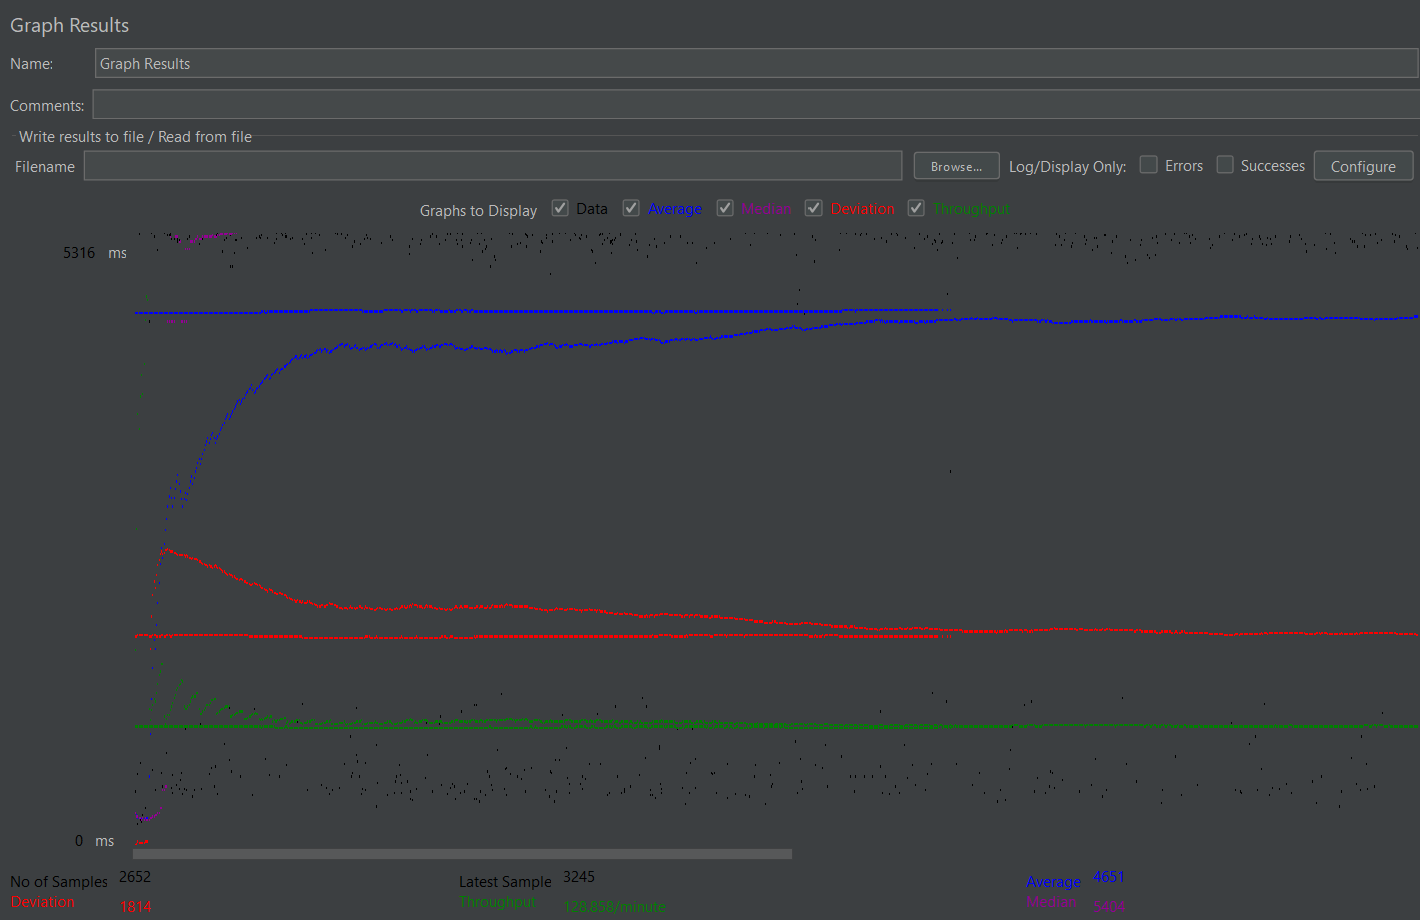 Graph Results
Name: Graph Results
Comments:
Write results to file / Read from file
Filename Browse... Log/Display Only: Errors Successes Configure
Graphs to Display Data Average Median Deviation Throughput
5316 ms
0 ms
No of Samples 2652 Latest Sample 3245 Average 4651
Deviation 1814 Throughput 128.858/minute Median